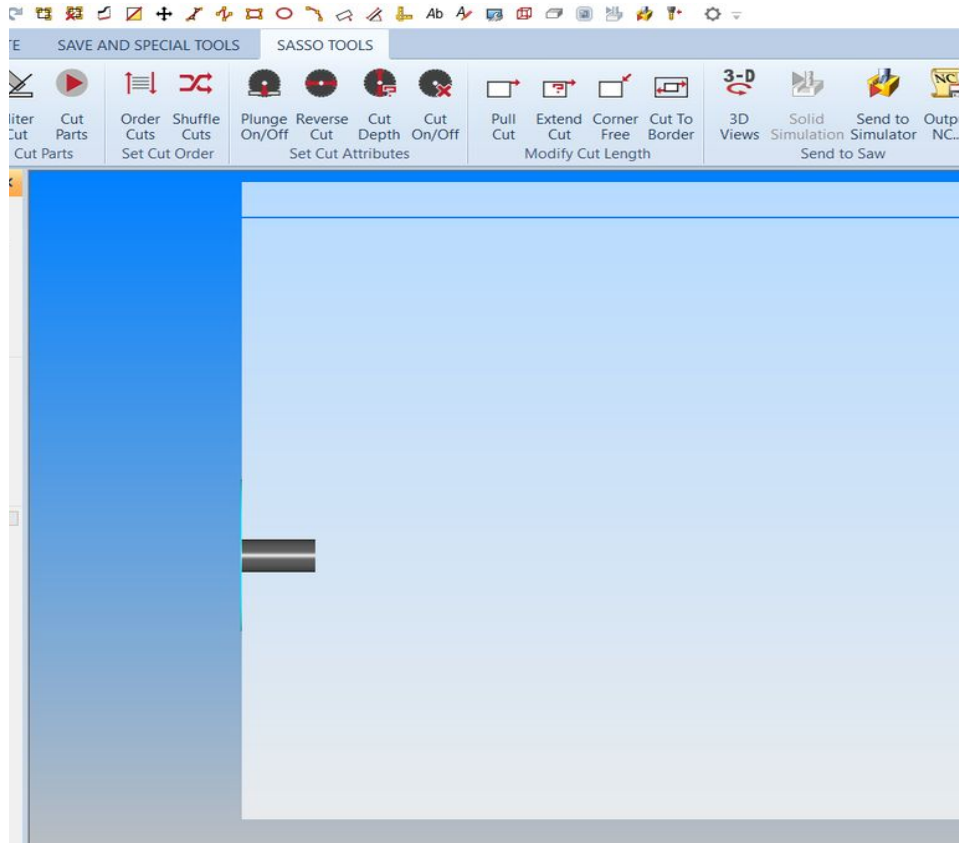 Ab
TE SAVE AND SPECIAL TOOLS SASSO TOOLS
3-D NC
Cut Order Shuffle Plunge Reverse Cut Cut Pull Extend Corner Cut To 3D Solid Send to
Cut Parts Cuts Cuts On/Off Cut Depth On/Off Cut Cut Free Border Views Simulation Simulator NC...
Cut Parts Set Cut Order Set Cut Attributes Modify Cut Length Send to Saw